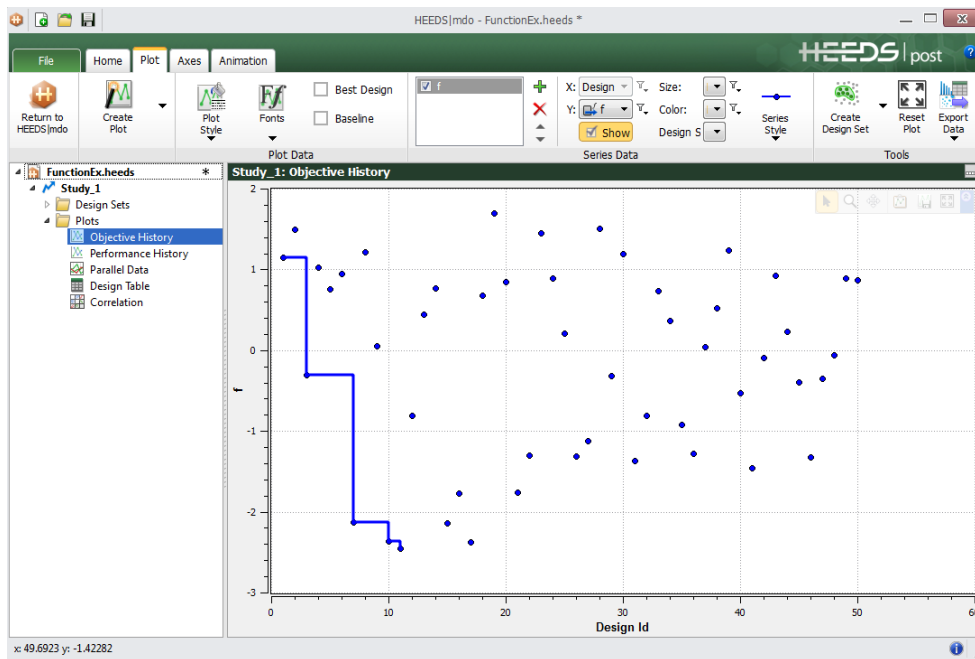 HEEDS|mdo - FunctionEx.heeds *
File Home Plot Axes Animation
HEEDS | post
Return to HEEDS|mdo
Create Plot
Plot Style
Fonts
Best Design
Baseline
Plot Data
f
X: Design
Y: f
Show
Size:
Color:
Design S
Series Style
Series Data
Create Design Set
Reset Plot
Export Data
Tools
FunctionEx.heeds *
Study_1
Design Sets
Plots
Objective History
Performance History
Parallel Data
Design Table
Correlation
Study_1: Objective History
2
1
0
-1
-2
-3
f
0 10 20 30 40 50 6
Design Id
x: 49.6923 y: -1.42282